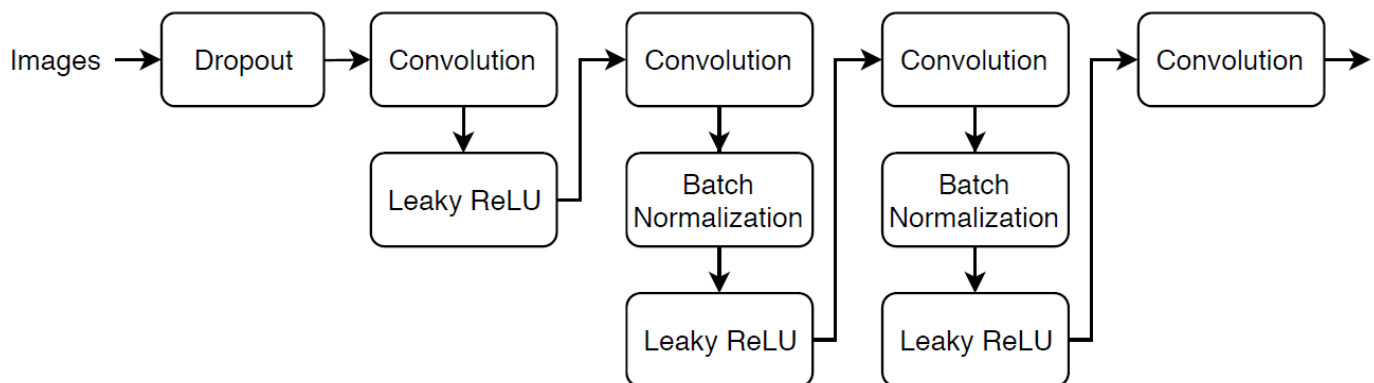 Images
Dropout
Convolution
Leaky ReLU
Convolution
Batch
Normalization
Leaky ReLU
Convolution
Batch
Normalization
Leaky ReLU
Convolution